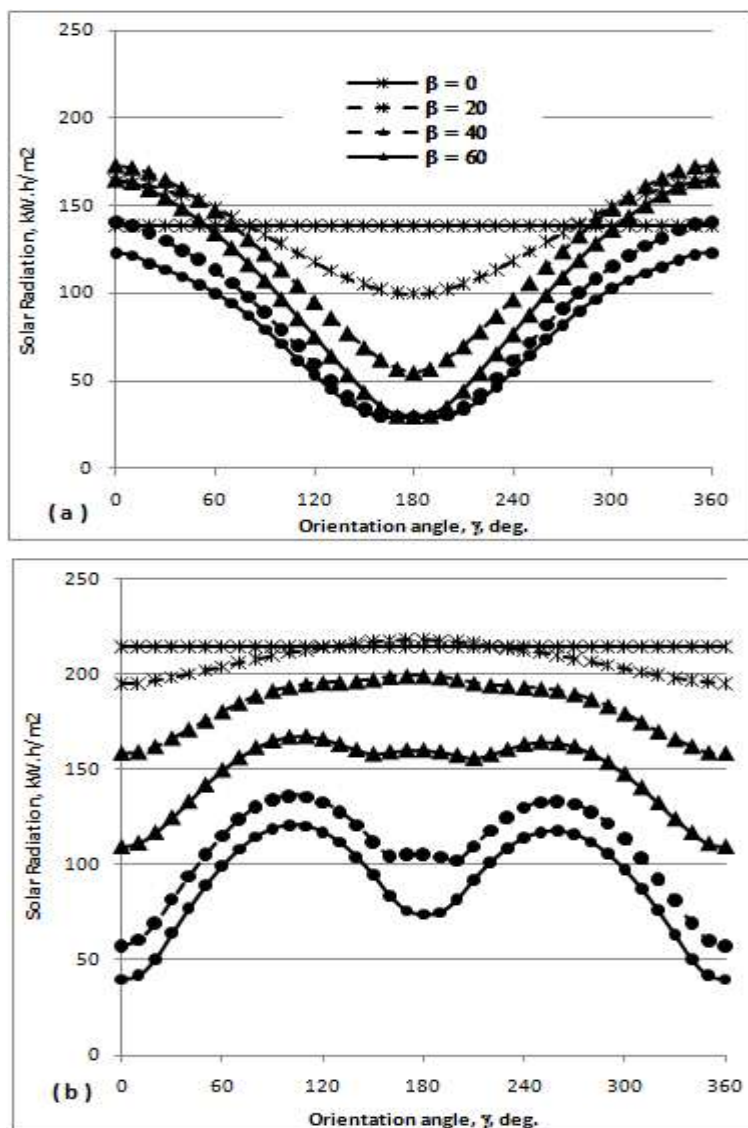 250
200
150
100
50
0
Solar Radiation, kW.h/m2
β = 0
β = 20
β = 40
β = 60
0 60 120 180 240 300 360
( a )
Orientation angle, γ, deg.
250
200
150
100
50
0
Solar Radiation, kW.h/m2
0 60 120 180 240 300 360
( b )
Orientation angle, γ, deg.